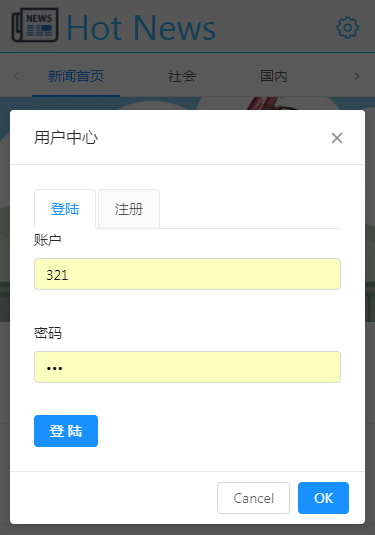 NEWS
Hot News
新闻首页 社会 国内
用户中心
登陆 注册
账户
321
密码
•••
登 陆
Cancel OK